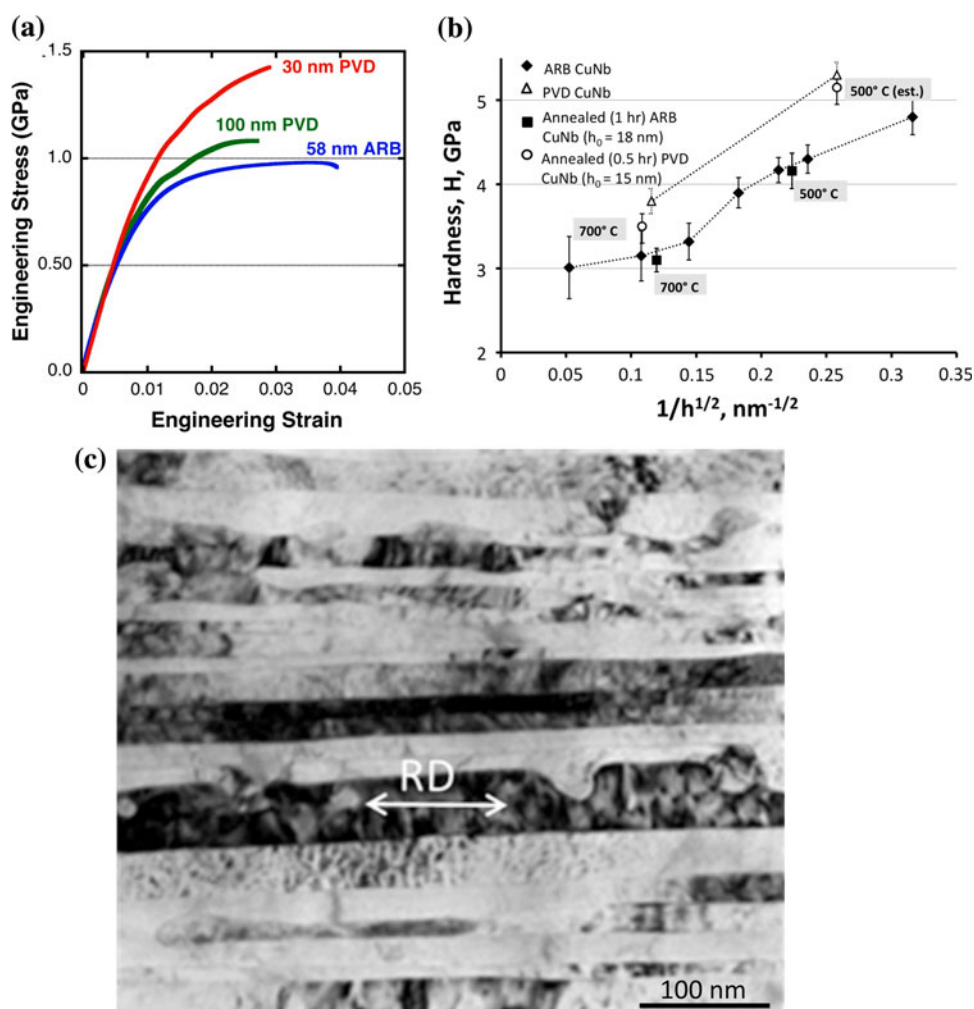 (a)
.1.5
1.0
0.50
0.0
Engineering Stress (GPa)
30 nm PVD
100 nm PVD
58 nm ARB
0 0.01 0.02 0.03 0.04 0.05
Engineering Strain
(b)
5
4
3
2
Hardness, H, GPa
ARB CuNb
PVD CuNb
Annealed (1 hr) ARB
CuNb (h₀ = 18 nm)
Annealed (0.5 hr) PVD
CuNb (h₀ = 15 nm)
500° C (est.)
500° C
700° C
700° C
0 0.05 0.1 0.15 0.2 0.25 0.3 0.35
1/h^1/2, nm^-1/2
(c)
RD
100 nm